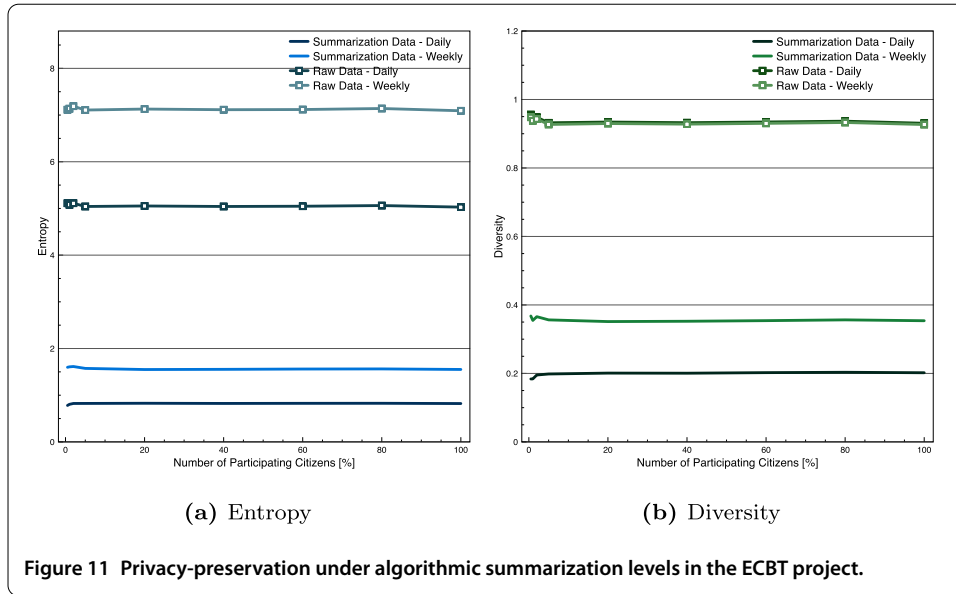 Summarization Data - Daily
Summarization Data - Weekly
Raw Data - Daily
Raw Data - Weekly
8
6
4
2
0
Entropy
0
20
40
60
80
100
Number of Participating Citizens [%]
(a) Entropy
Summarization Data - Daily
Summarization Data - Weekly
Raw Data - Daily
Raw Data - Weekly
1.2
1
0.8
0.6
0.4
0.2
0
Diversity
0
20
40
60
80
100
Number of Participating Citizens [%]
(b) Diversity
Figure 11 Privacy-preservation under algorithmic summarization levels in the ECBT project.